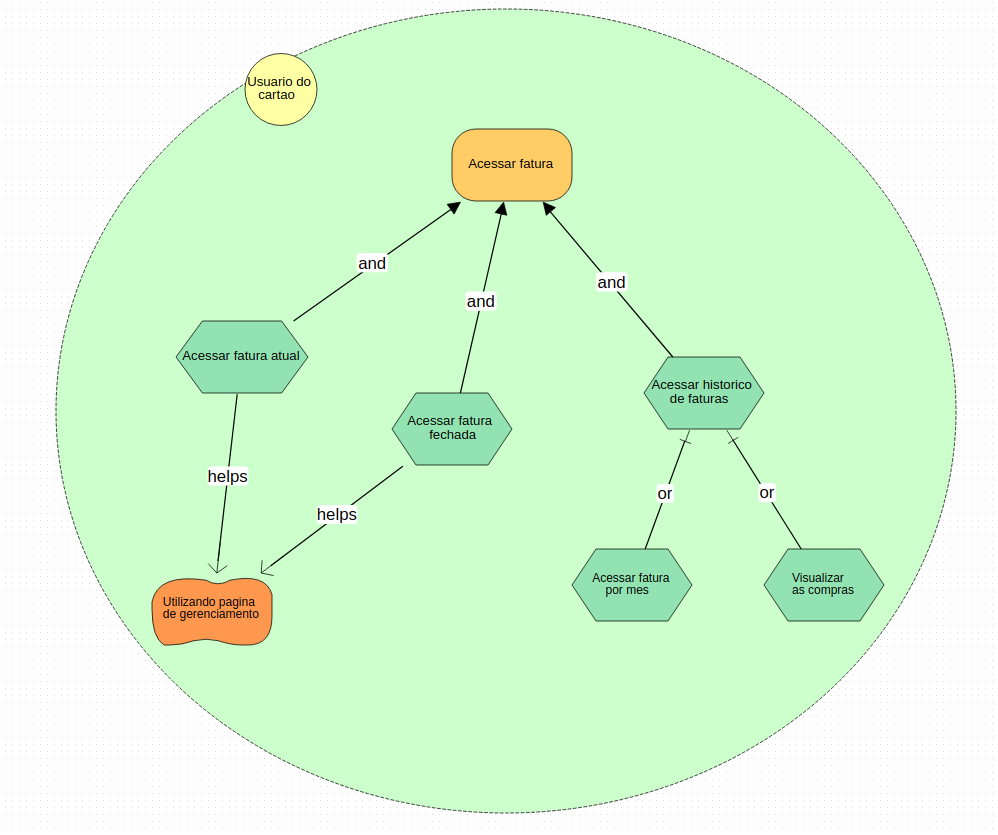 Usuario do
cartao
Acessar fatura
and
and
and
Acessar fatura atual
Acessar fatura
fechada
Acessar historico
de faturas
helps
helps
or
or
Utilizando pagina
de gerenciamento
Acessar fatura
por mes
Visualizar
as compras